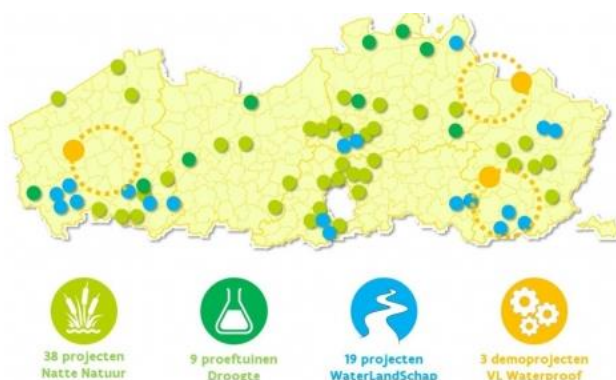 38 projecten
Natte Natuur
9 proeftuinen
Droogte
19 projecten
WaterLandSchap
3 demoprojecten
VL Waterproof